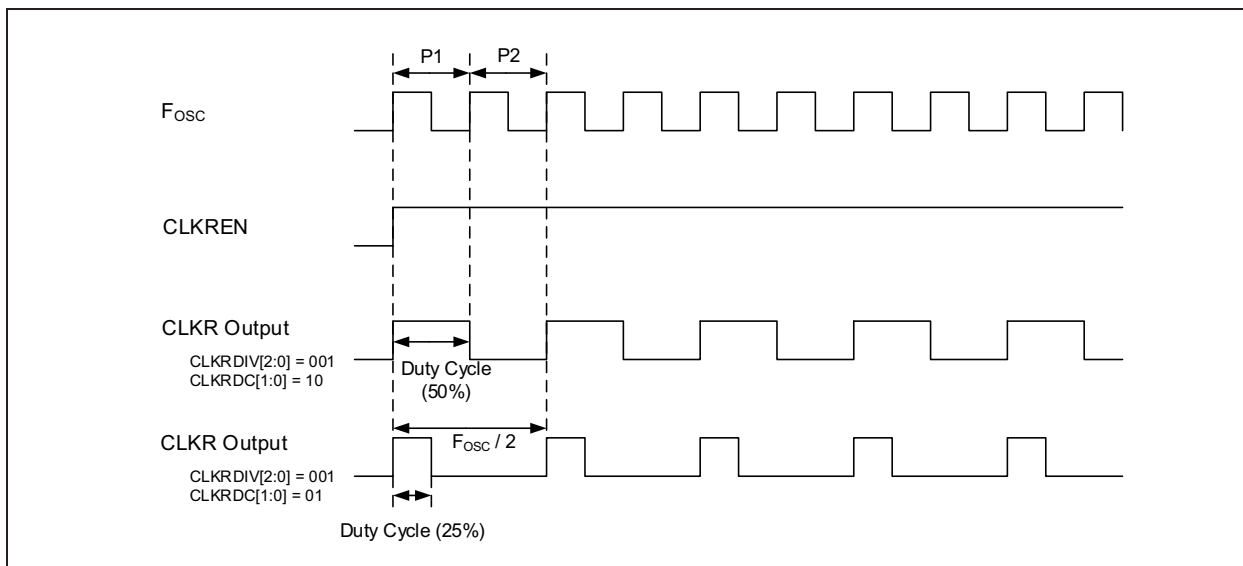 P1 P2
FOSC
CLKREN
CLKR Output
CLKRDIV[2:0] = 001
CLKRDC[1:0] = 10
Duty Cycle
(50%)
CLKR Output
FOSC / 2
CLKRDIV[2:0] = 001
CLKRDC[1:0] = 01
Duty Cycle (25%)